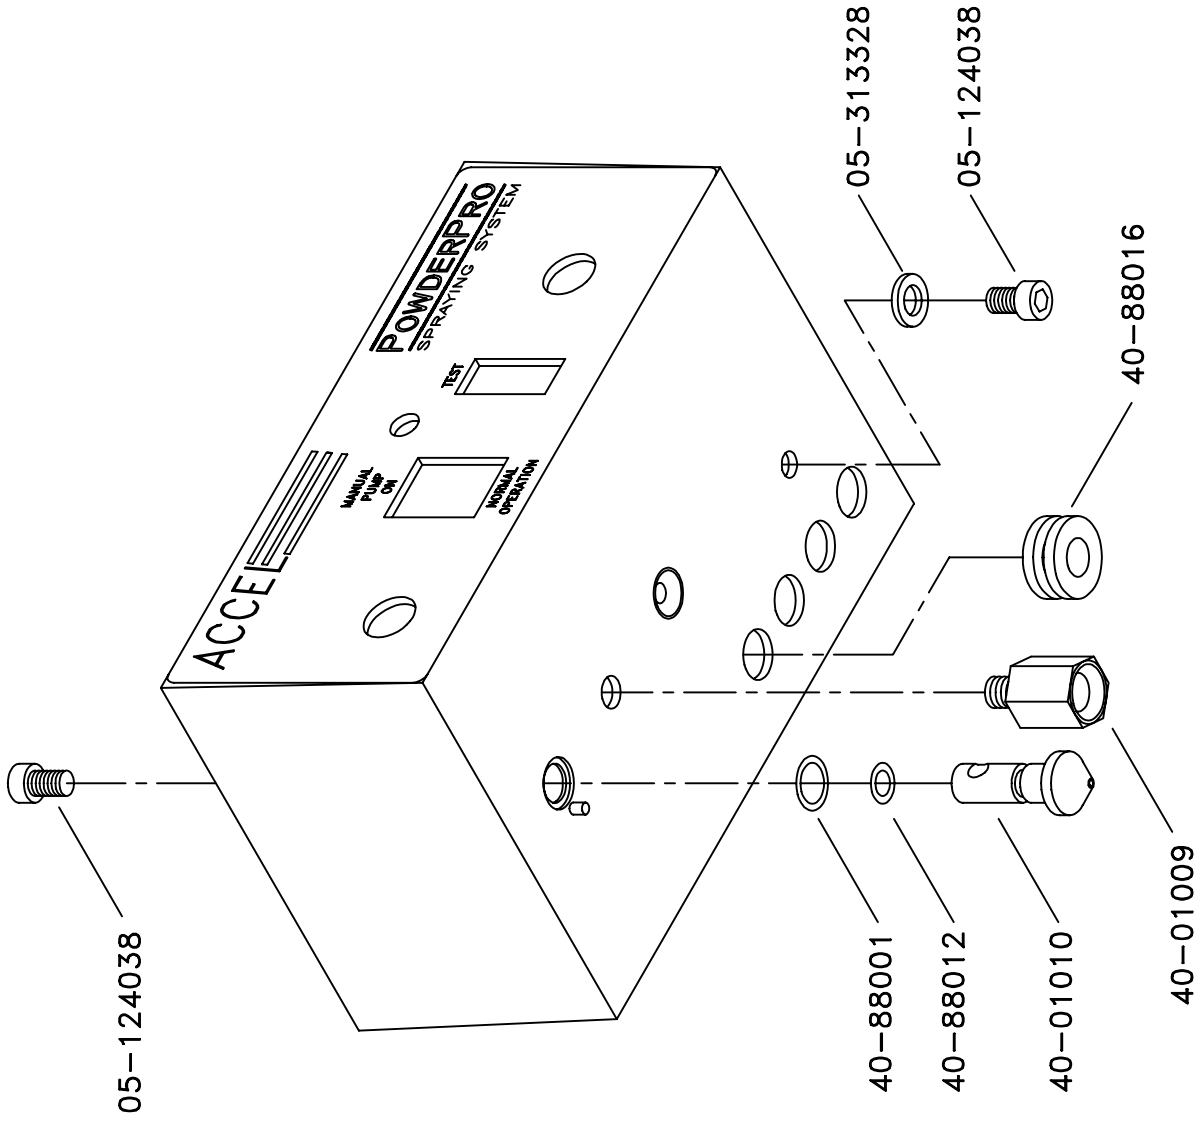 ACCEL
POWDERPRO
SPRAYING SYSTEM
MANUAL
PUMP
ON
NORMAL
OPERATION
TEST
05-124038
05-313328
05-124038
40-88016
40-88001
40-88012
40-01010
40-01009